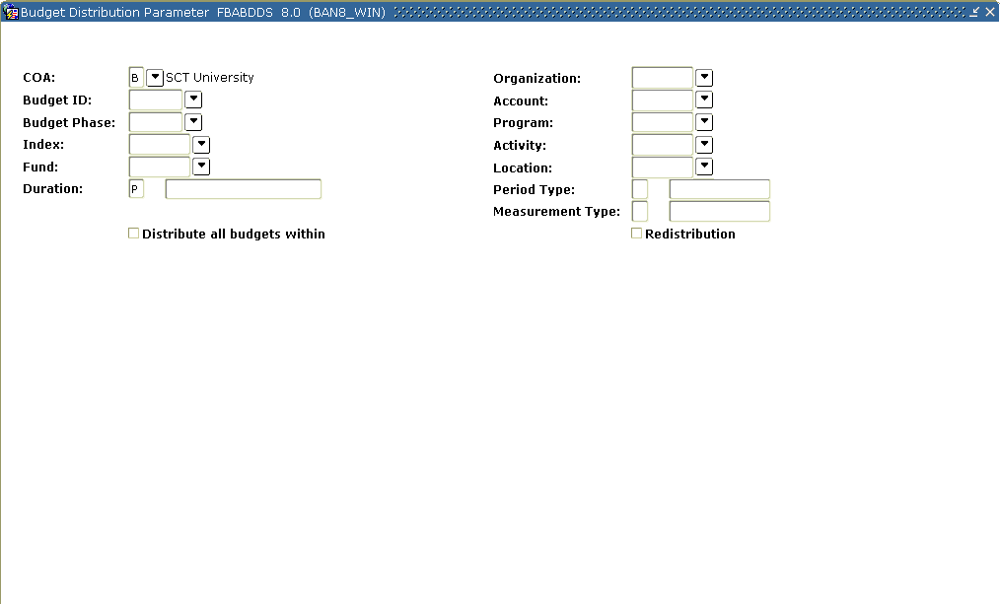 Budget Distribution Parameter FBABDDS 8.0 (BAN8_WIN)
COA: B SCT University
Budget ID:
Budget Phase:
Index:
Fund:
Duration: P
Distribute all budgets within
Organization:
Account:
Program:
Activity:
Location:
Period Type:
Measurement Type:
Redistribution